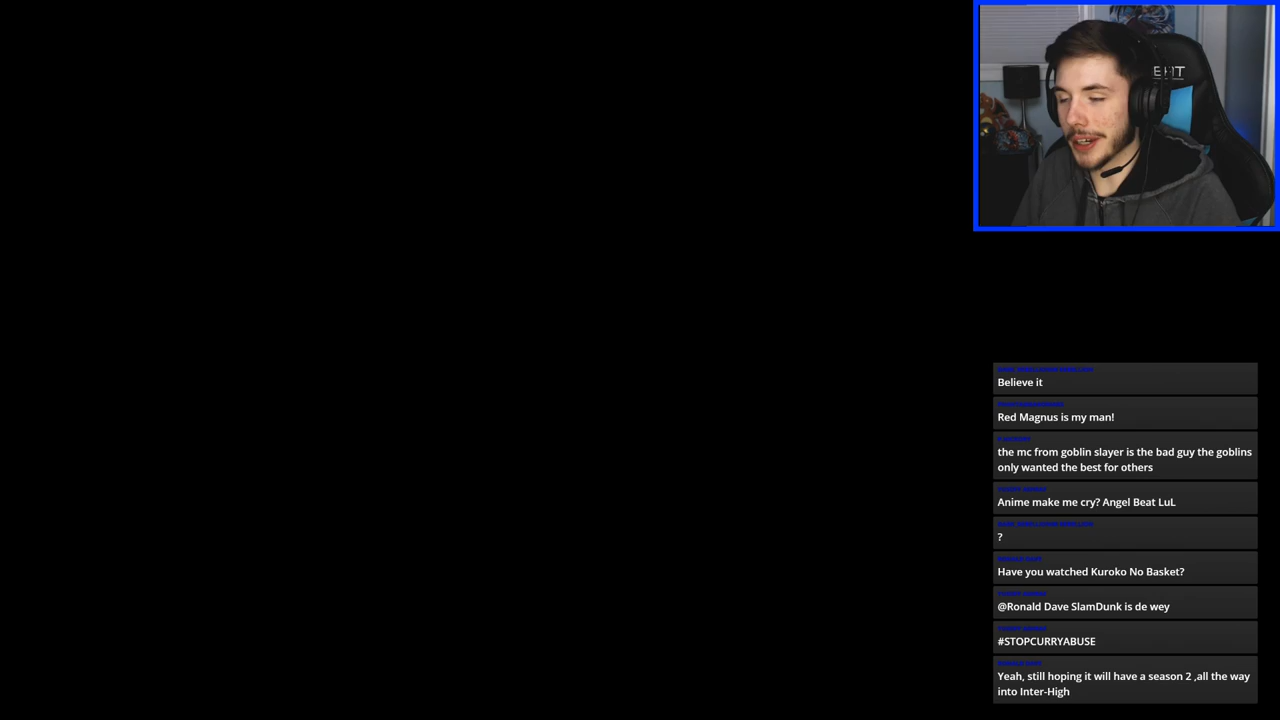 Believe it
Red Magnus is my man!
the mc from goblin slayer is the bad guy the goblins
only wanted the best for others
Anime make me cry? Angel Beat LuL
?
Have you watched Kuroko No Basket?
@Ronald Dave SlamDunk is de wey
#STOPCURRYABUSE
Yeah, still hoping it will have a season 2 ,all the way
into Inter-High